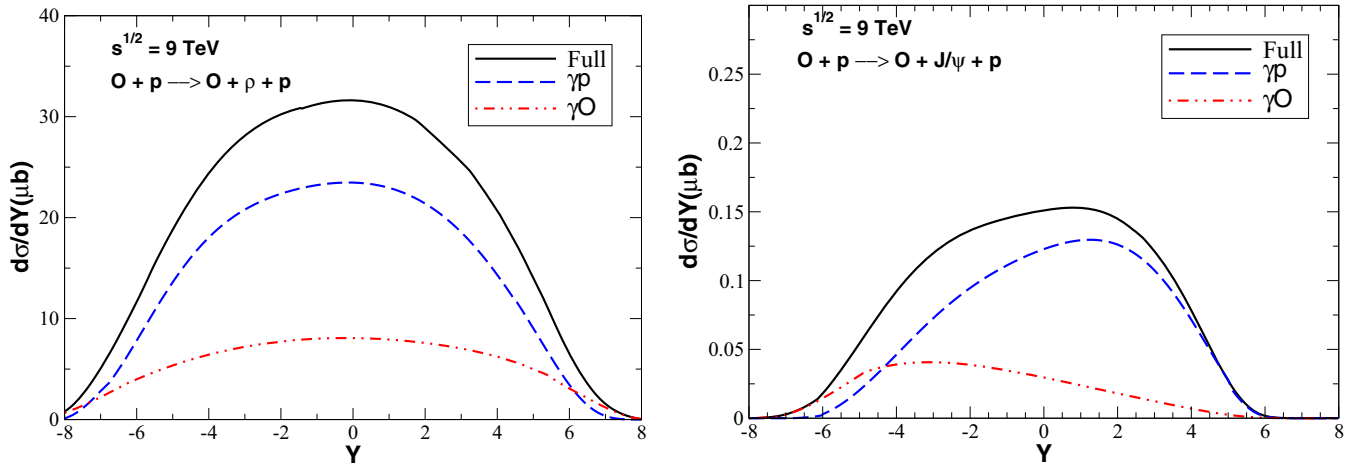 s^1/2 = 9 TeV
O + p —> O + ρ + p
Full
γp
γO
40
30
20
10
0
dσ/dY(μb)
-8 -6 -4 -2 0 2 4 6 8
Y
s^1/2 = 9 TeV
O + p —> O + J/ψ + p
Full
γp
γO
0.25
0.2
0.15
0.1
0.05
0
dσ/dY(μb)
-8 -6 -4 -2 0 2 4 6 8
Y